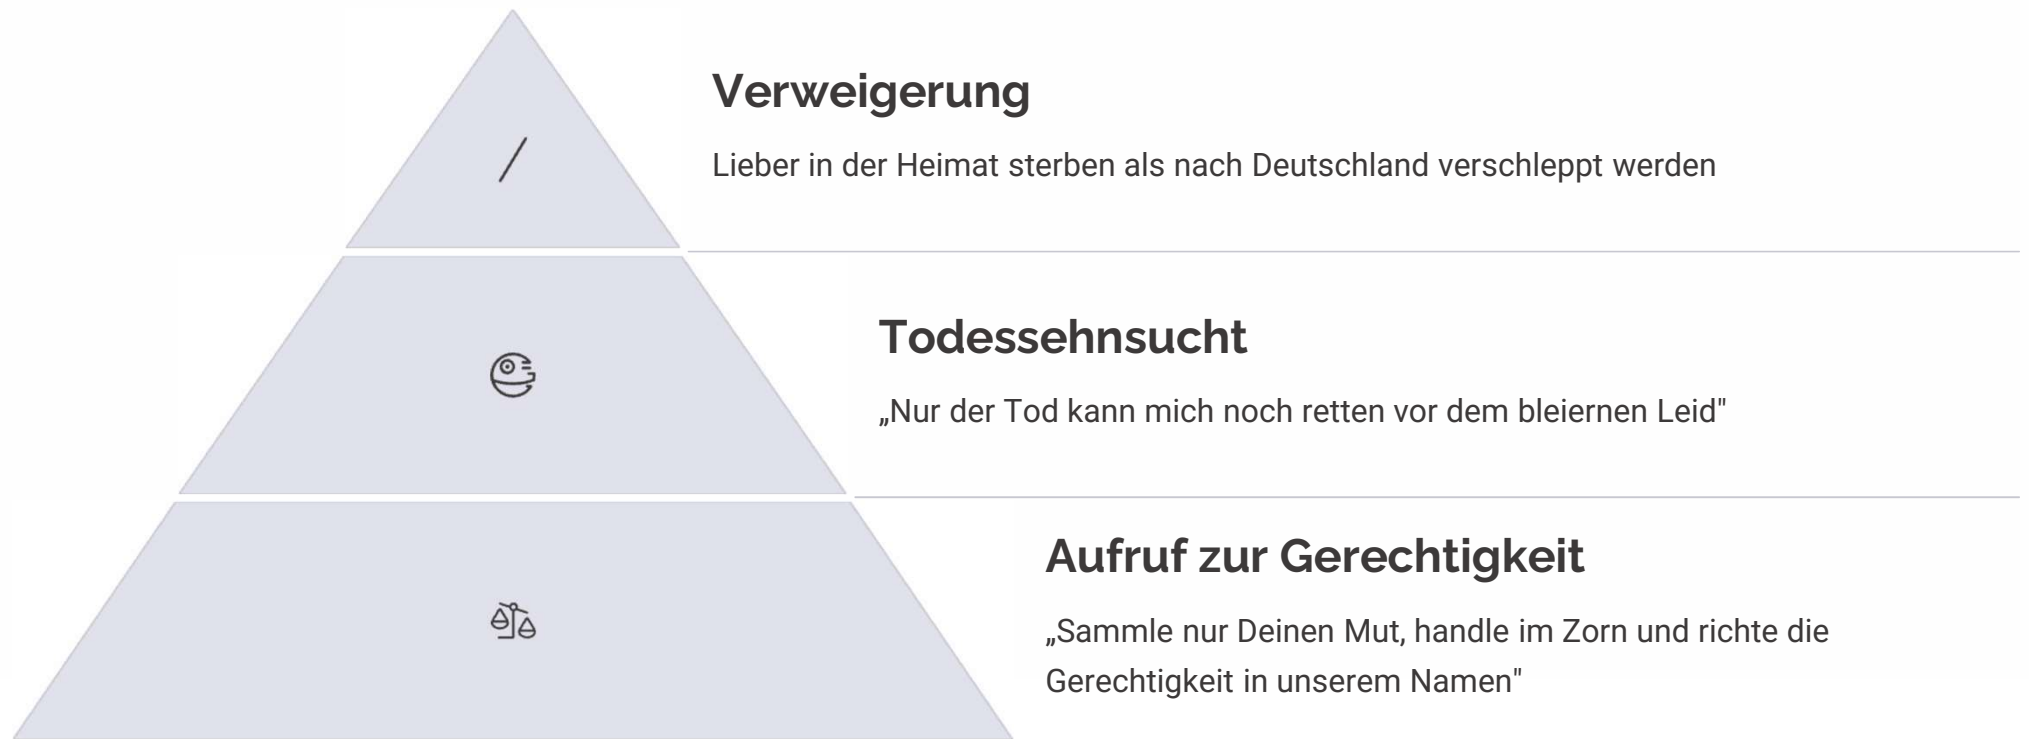 Verweigerung
Lieber in der Heimat sterben als nach Deutschland verschleppt werden
Todessehnsucht
„Nur der Tod kann mich noch retten vor dem bleiernen Leid"
Aufruf zur Gerechtigkeit
„Sammle nur Deinen Mut, handle im Zorn und richte die
Gerechtigkeit in unserem Namen"